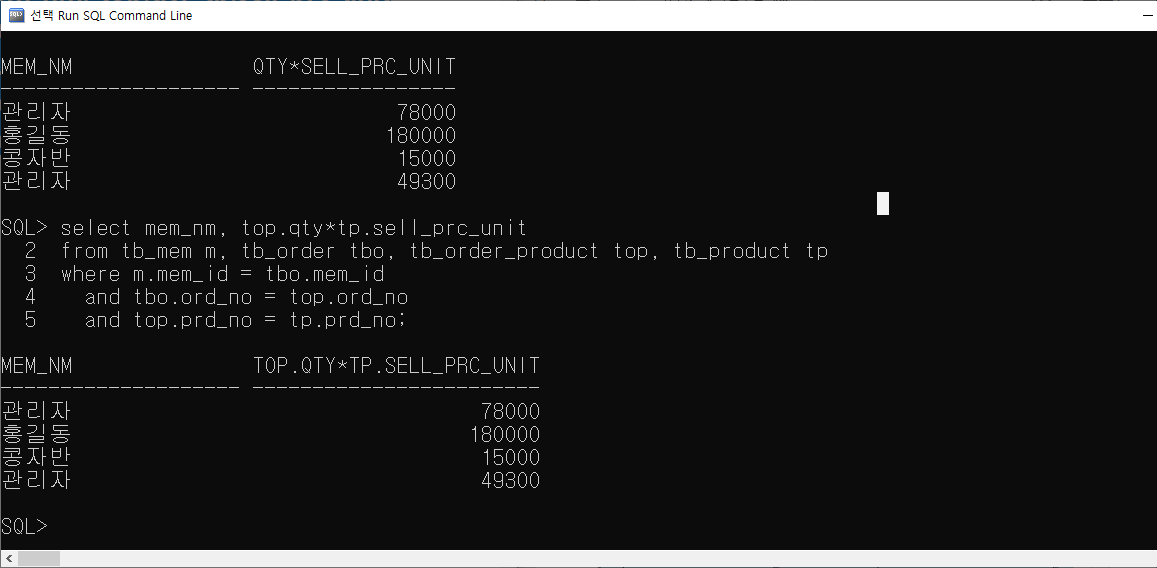 선택 Run SQL Command Line
MEM_NM QTY*SELL_PRC_UNIT
-------------------- -----------------
관리자 78000
홍길동 180000
콩자반 15000
관리자 49300
SQL> select mem_nm, top.qty*tp.sell_prc_unit
2 from tb_mem m, tb_order tbo, tb_order_product top, tb_product tp
3 where m.mem_id = tbo.mem_id
4 and tbo.ord_no = top.ord_no
5 and top.prd_no = tp.prd_no;
MEM_NM TOP.QTY*TP.SELL_PRC_UNIT
-------------------- ------------------------
관리자 78000
홍길동 180000
콩자반 15000
관리자 49300
SQL>